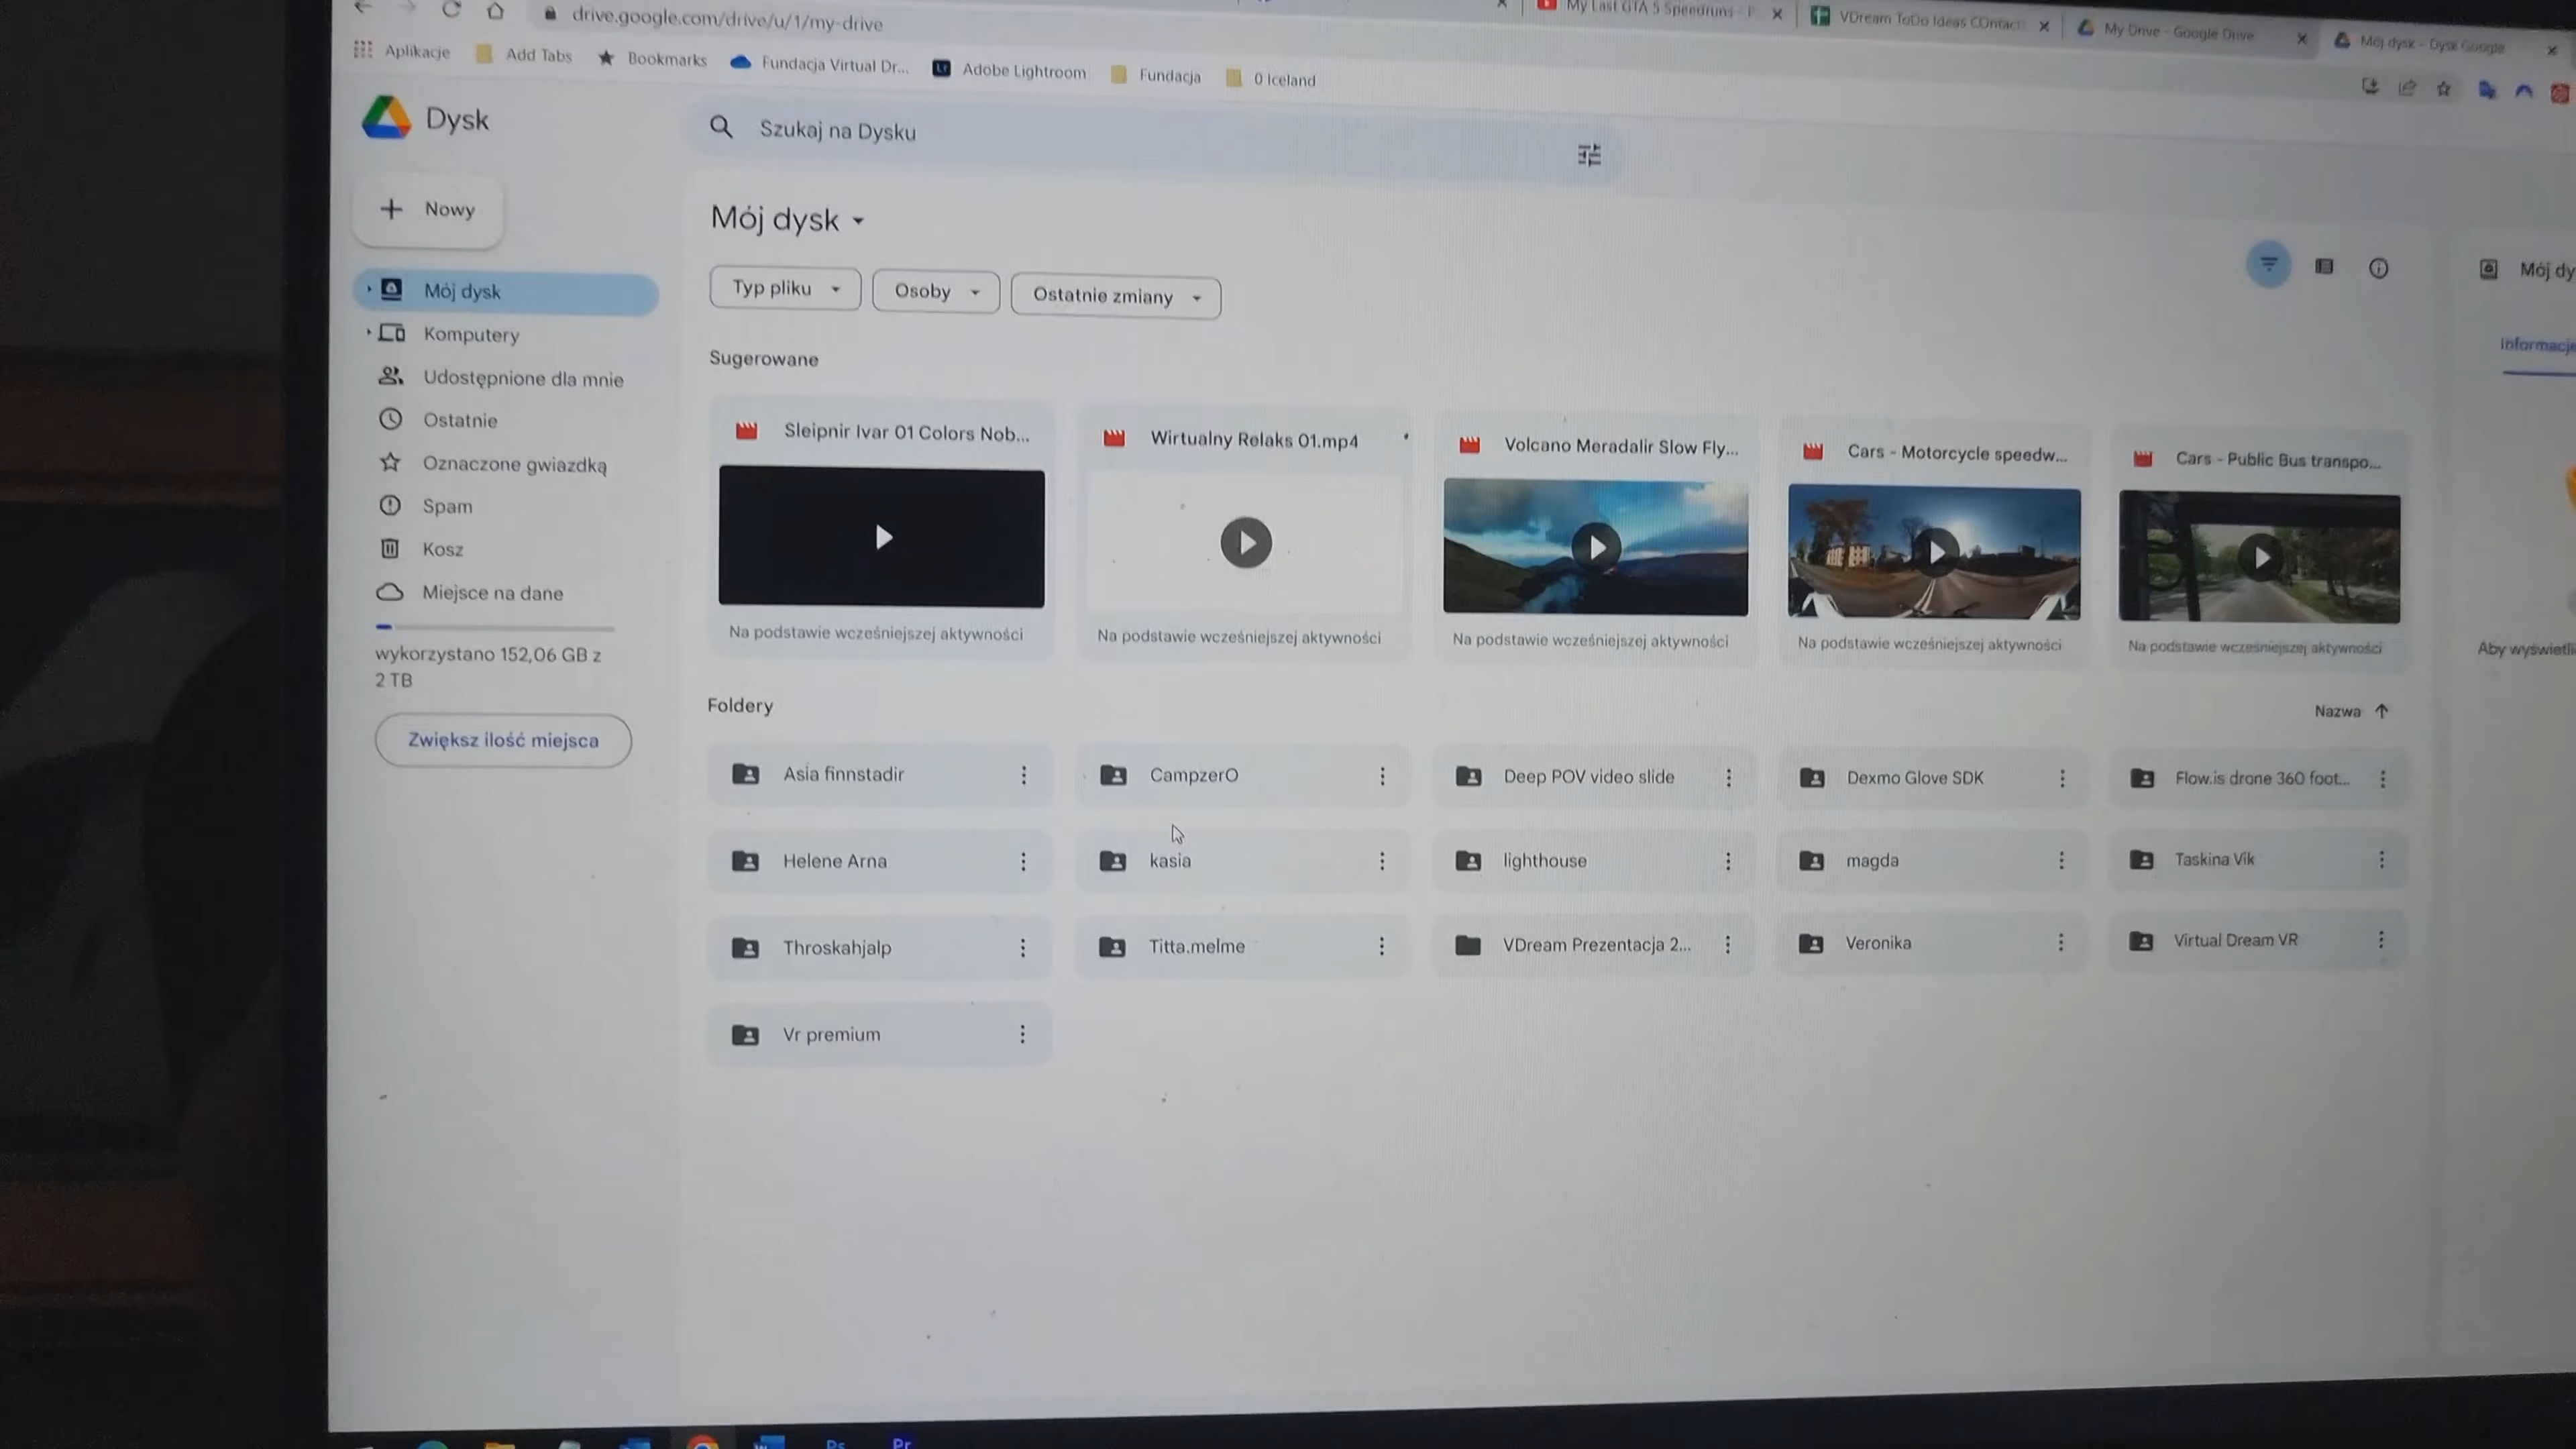 My Last GTA 5 Speedruns
VDream ToDo Ideas COntact
My Drive - Google Drive
Mój dysk – Dysk Google
drive.google.com/drive/u/1/my-drive
Aplikacje
Add Tabs
Bookmarks
Fundacja Virtual Dr...
Adobe Lightroom
Fundacja
0 Iceland
Dysk
Szukaj na Dysku
Nowy
Mój dysk
Komputery
Udostępnione dla mnie
Ostatnie
Oznaczone gwiazdką
Spam
Kosz
Miejsce na dane
wykorzystano 152,06 GB z
2 TB
Zwiększ ilość miejsca
Mój dysk
Typ pliku
Osoby
Ostatnie zmiany
Sugerowane
Sleipnir Ivar 01 Colors Nob...
Wirtualny Relaks 01.mp4
Volcano Meradalir Slow Fly...
Cars - Motorcycle speedw...
Cars - Public Bus transpo...
Na podstawie wcześniejszej aktywności
Na podstawie wcześniejszej aktywności
Na podstawie wcześniejszej aktywności
Na podstawie wcześniejszej aktywności
Na podstawie wcześniejszej aktywności
Foldery
Nazwa
Asia finnstadir
CampzerO
Deep POV video slide
Dexmo Glove SDK
Flow.is drone 360 foot...
Helene Arna
kasia
lighthouse
magda
Taskina Vik
Throskahjalp
Titta.melme
VDream Prezentacja 2...
Veronika
Virtual Dream VR
Vr premium
Mój dy
Informacje
Aby wyświetli
Ps
Pr